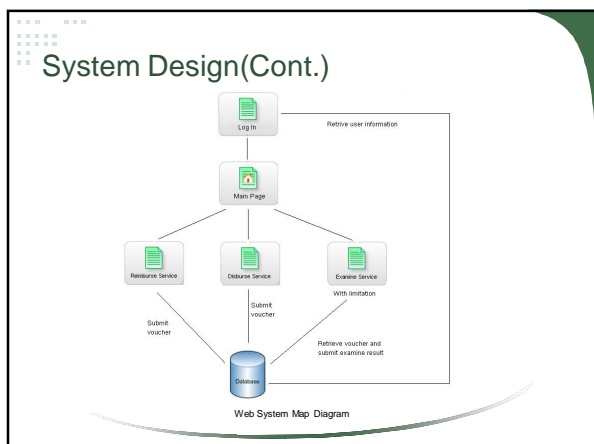 System Design(Cont.)
Log In
Retrive user information
Main Page
Reimburse Service
Disburse Service
Examine Service
With limitation
Submit
voucher
Submit
voucher
Retrieve voucher and
submit examine result
Database
Web System Map Diagram